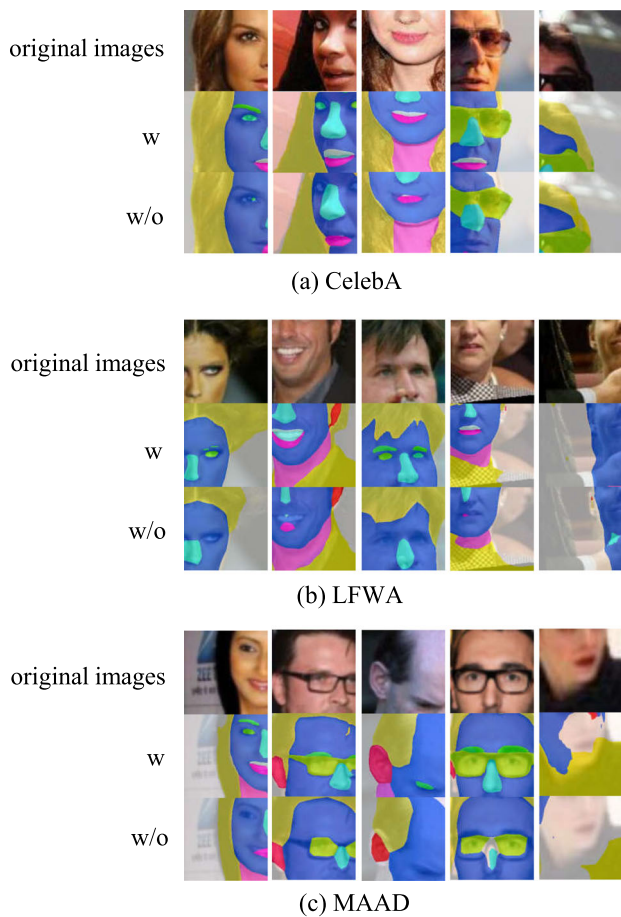 original images
w
w/o
(a) CelebA
original images
w
w/o
(b) LFWA
original images
w
w/o
(c) MAAD